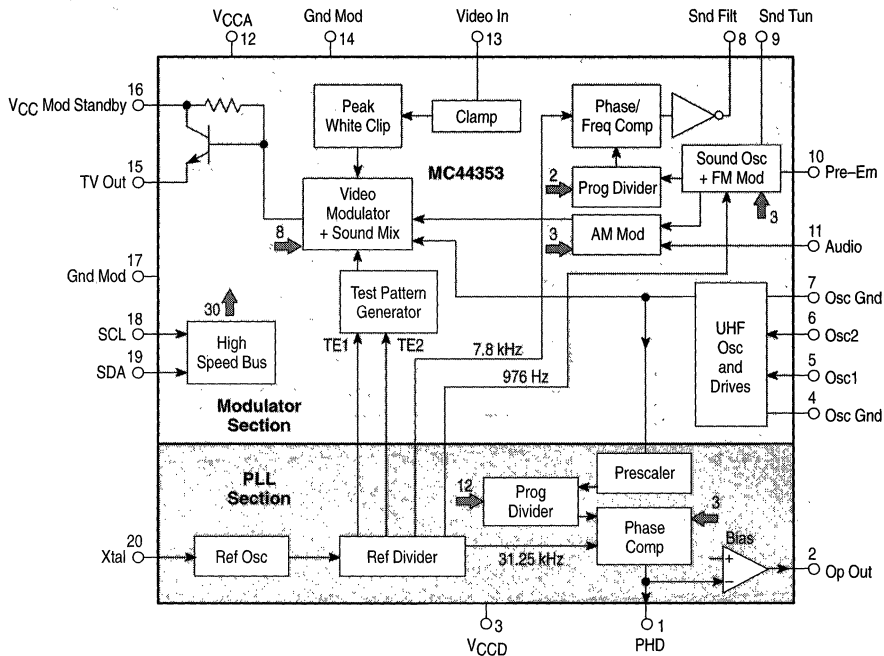 VCCA
12
Gnd Mod
14
Video In
13
Snd Filt
8
Snd Tun
9
16
VCC Mod Standby
15
TV Out
Peak
White Clip
Clamp
Phase/
Freq Comp
MC44353
Sound Osc
+ FM Mod
10
Pre–Em
2
Prog Divider
3
Video
Modulator
+ Sound Mix
8
3
AM Mod
11
Audio
17
Gnd Mod
30
Test Pattern
Generator
7
Osc Gnd
18
SCL
19
SDA
High
Speed Bus
TE1
TE2
7.8 kHz
976 Hz
UHF
Osc
and
Drives
6
Osc2
5
Osc1
4
Osc Gnd
Modulator
Section
PLL
Section
12
Prog
Divider
Prescaler
3
Phase
Comp
20
Xtal
Ref Osc
Ref Divider
31.25 kHz
Bias
+
–
2
Op Out
3
VCCD
1
PHD